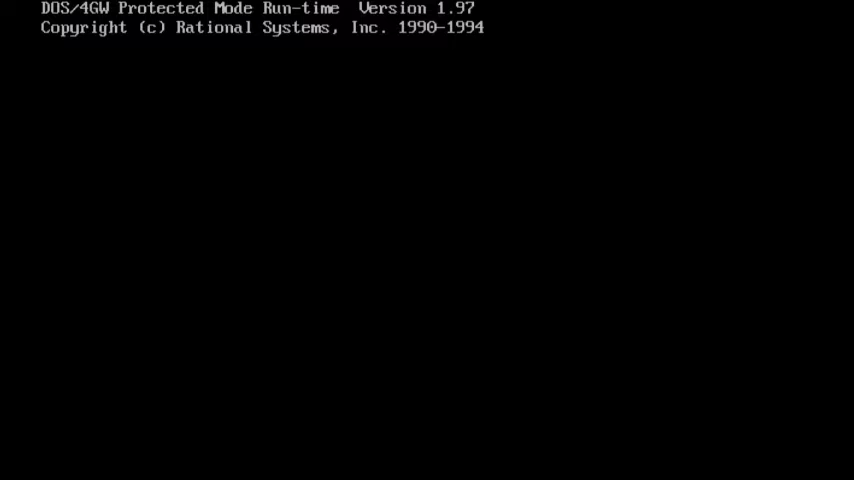 DOS/4GW Protected Mode Run-time  Version 1.97
Copyright (c) Rational Systems, Inc. 1990-1994